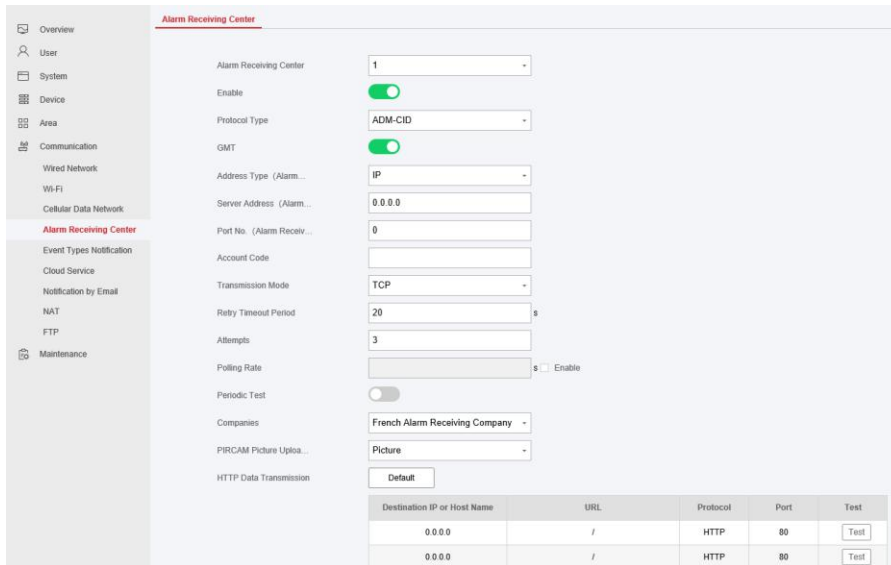 Alarm Receiving Center
Overview
User
System
Device
Area
Communication
Wired Network
Wi-Fi
Cellular Data Network
Alarm Receiving Center
Event Types Notification
Cloud Service
Notification by Email
NAT
FTP
Maintenance
Alarm Receiving Center 1
Enable
Protocol Type ADM-CID
GMT
Address Type (Alarm... IP
Server Address (Alarm... 0.0.0.0
Port No. (Alarm Receiv... 0
Account Code
Transmission Mode TCP
Retry Timeout Period 20 s
Attempts 3
Polling Rate s Enable
Periodic Test
Companies French Alarm Receiving Company
PIRCAM Picture Uploa... Picture
HTTP Data Transmission Default
Destination IP or Host Name URL Protocol Port Test
0.0.0.0 / HTTP 80 Test
0.0.0.0 / HTTP 80 Test